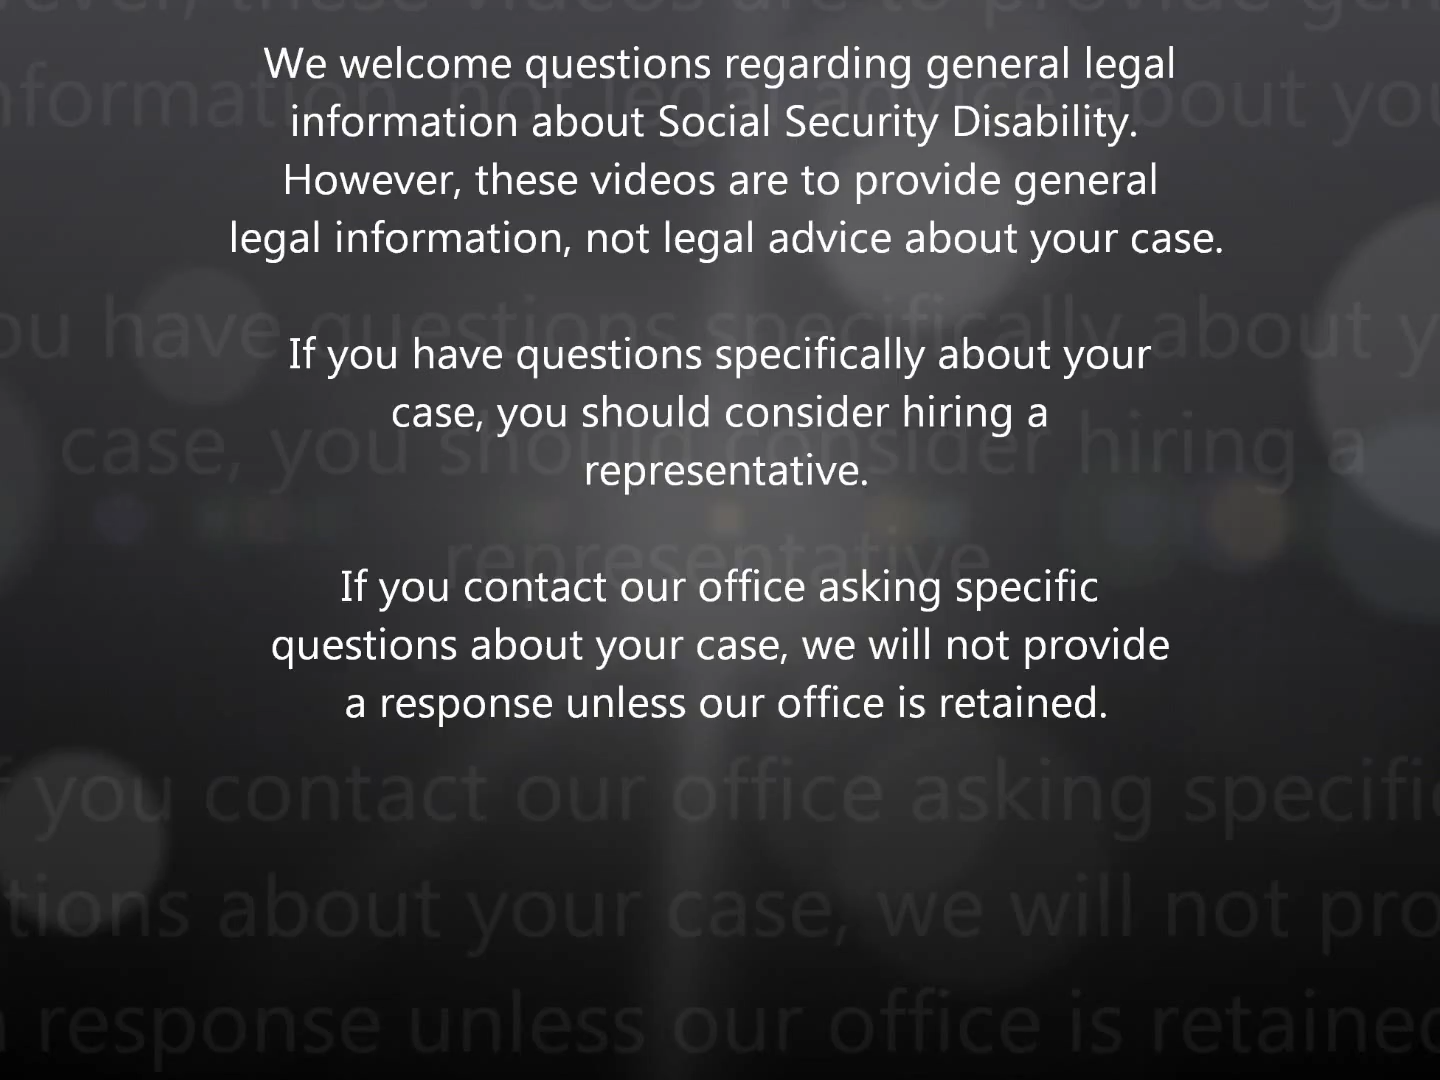 We welcome questions regarding general legal
information about Social Security Disability.
However, these videos are to provide general
legal information, not legal advice about your case.
If you have questions specifically about your
case, you should consider hiring a
representative.
If you contact our office asking specific
questions about your case, we will not provide
a response unless our office is retained.